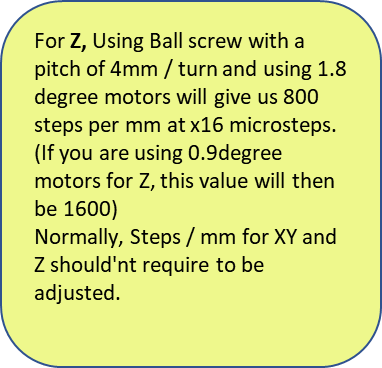 For Z, Using Ball screw with a
pitch of 4mm / turn and using 1.8
degree motors will give us 800
steps per mm at x16 microsteps.
(If you are using 0.9degree
motors for Z, this value will then
be 1600)
Normally, Steps / mm for XY and
Z should'nt require to be
adjusted.